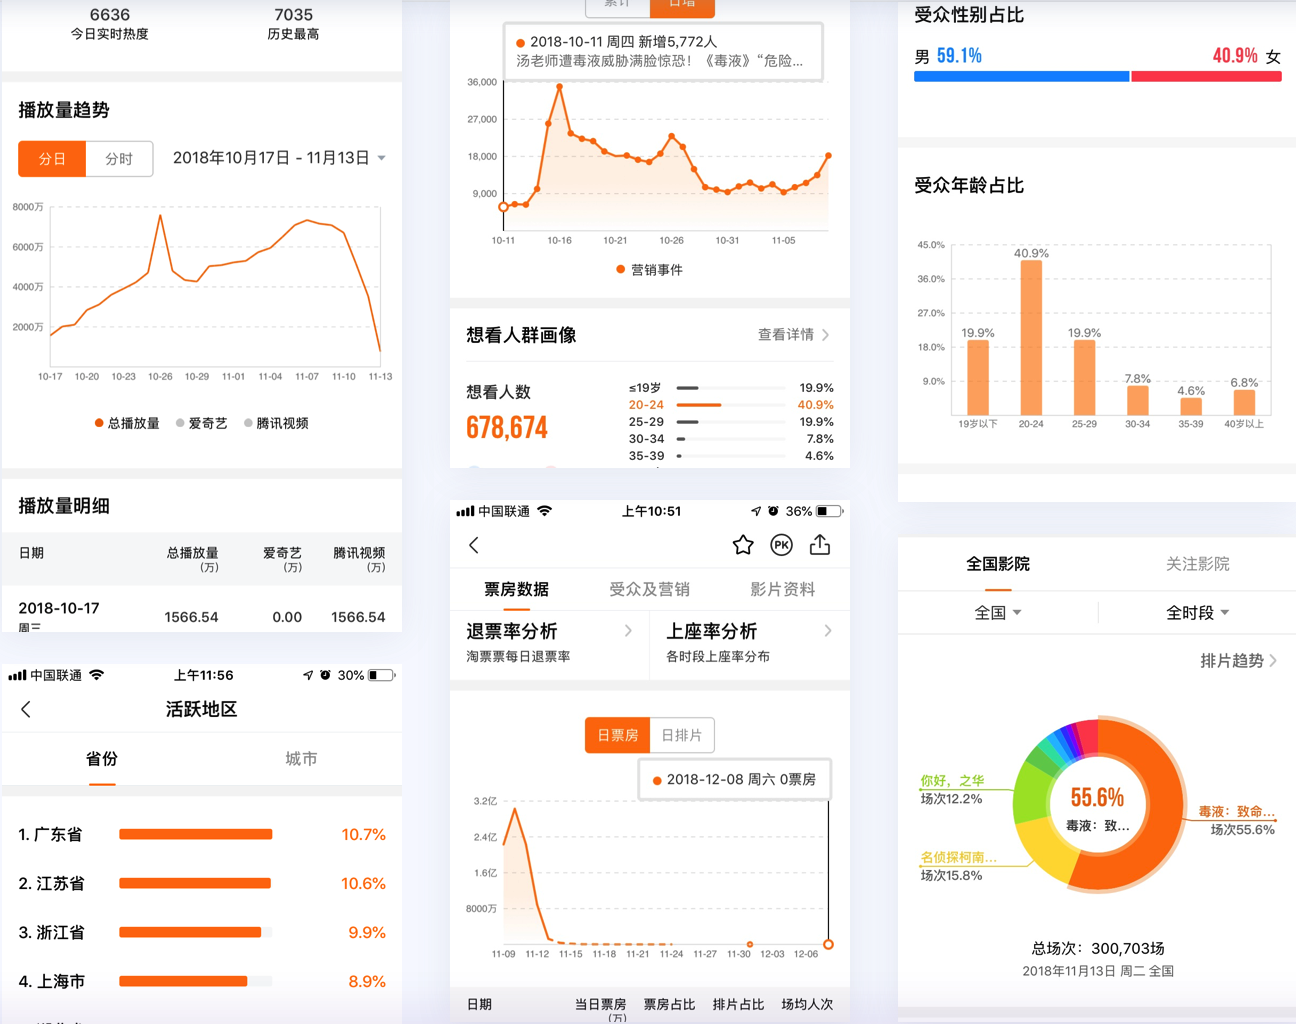 6636
今日实时热度
7035
历史最高
播放量趋势
分日
分时
2018年10月17日 - 11月13日
8000万
6000万
4000万
2000万
10-17 10-20 10-23 10-26 10-29 11-01 11-04 11-07 11-10 11-13
总播放量 爱奇艺 腾讯视频
播放量明细
日期 总播放量 爱奇艺 腾讯视频
(万) (万) (万)
2018-10-17
周三
1566.54 0.00 1566.54
中国联通 上午11:56 30%
活跃地区
省份 城市
1. 广东省 10.7%
2. 江苏省 10.6%
3. 浙江省 9.9%
4. 上海市 8.9%
累计 日增
2018-10-11 周四 新增5,772人
汤老师遭毒液威胁满脸惊恐！《毒液》“危险...
36,000
27,000
18,000
9,000
10-11 10-16 10-21 10-26 10-31 11-05
营销事件
想看人群画像 查看详情
想看人数
678,674
≤19岁 19.9%
20-24 40.9%
25-29 19.9%
30-34 7.8%
35-39 4.6%
中国联通 上午10:51 36%
PK
票房数据 受众及营销 影片资料
退票率分析
淘票票每日退票率
上座率分析
各时段上座率分布
日票房 日排片
2018-12-08 周六 0票房
3.2亿
2.4亿
1.6亿
8000万
11-09 11-12 11-15 11-18 11-21 11-24 11-27 11-30 12-03 12-06
日期 当日票房 票房占比 排片占比 场均人次
(万)
受众性别占比
男 59.1% 40.9% 女
受众年龄占比
45.0%
36.0%
27.0%
18.0%
9.0%
19.9% 40.9% 19.9% 7.8% 4.6% 6.8%
19岁以下 20-24 25-29 30-34 35-39 40岁以上
全国影院 关注影院
全国 全时段
排片趋势
你好，之华
场次12.2%
名侦探柯南...
场次15.8%
55.6%
毒液：致...
毒液：致命...
场次55.6%
总场次：300,703场
2018年11月13日 周二 全国